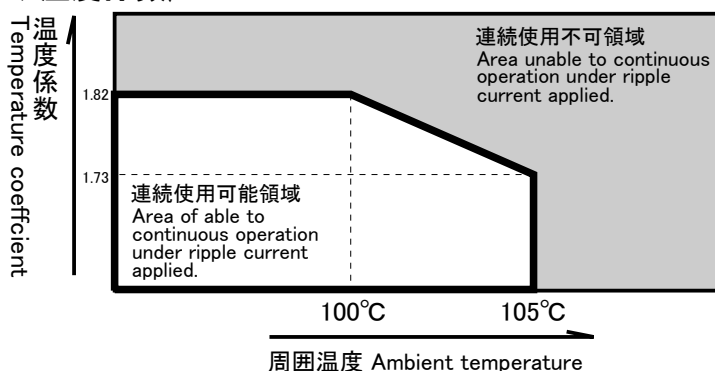 温度係数
Temperature coeffcient
連続使用不可領域
Area unable to continuous
operation under ripple
current applied.
1.82
1.73
連続使用可能領域
Area of able to
continuous operation
under ripple current
applied.
100℃
105℃
周囲温度 Ambient temperature